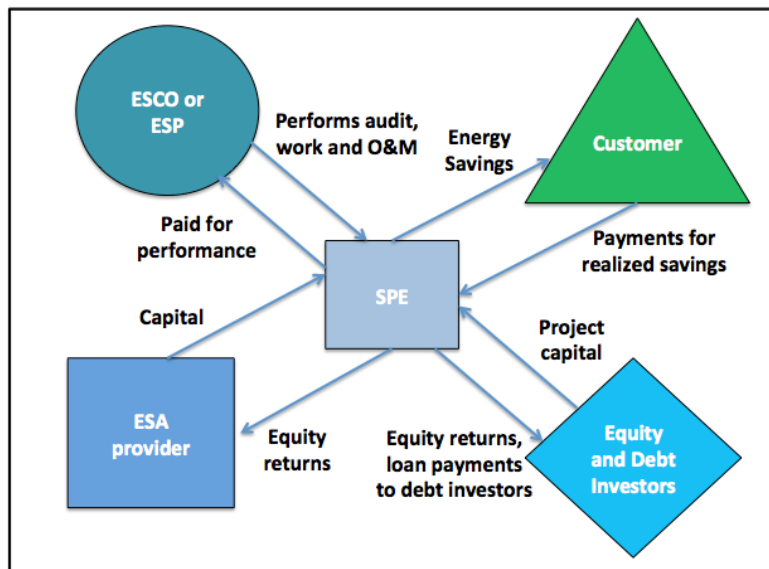 ESCO or
ESP
Performs audit,
work and O&M
Energy
Savings
Customer
Paid for
performance
SPE
Payments for
realized savings
Capital
Project
capital
ESA
provider
Equity
returns
Equity returns,
loan payments
to debt investors
Equity
and Debt
Investors